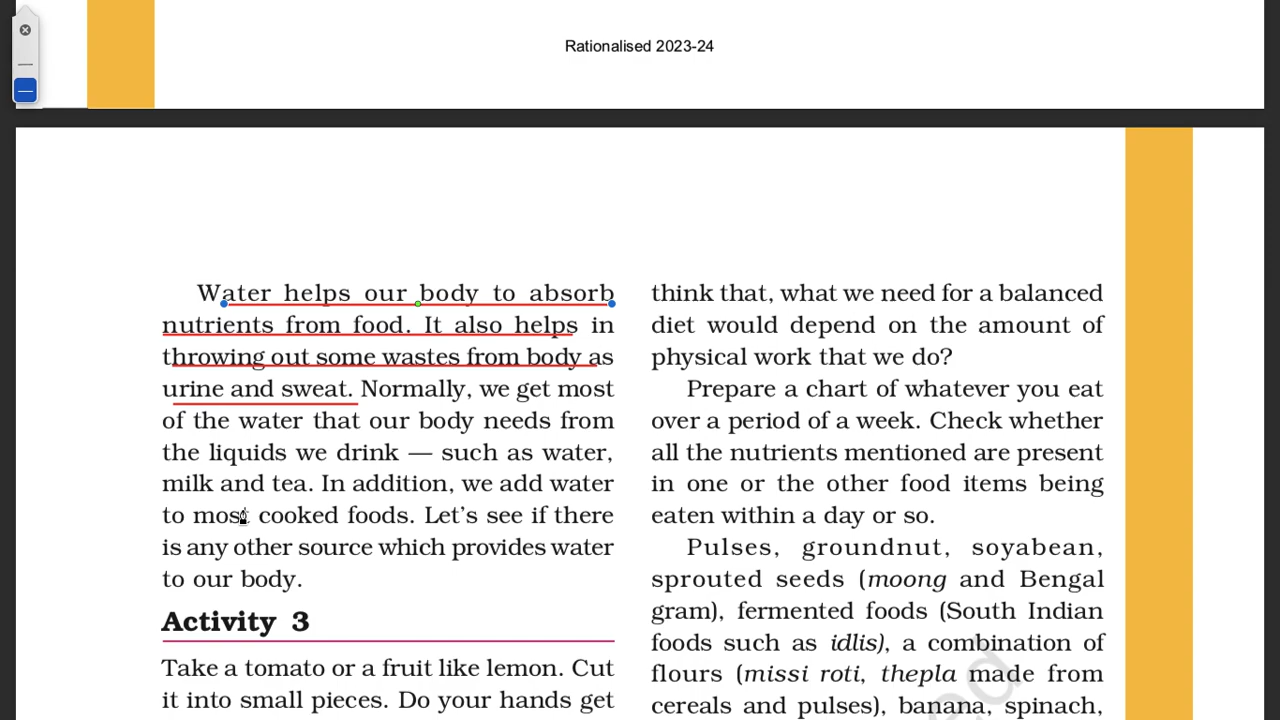 Rationalised 2023-24
Water helps our body to absorb
nutrients from food. It also helps in
throwing out some wastes from body as
urine and sweat. Normally, we get most
of the water that our body needs from
the liquids we drink — such as water,
milk and tea. In addition, we add water
to most cooked foods. Let's see if there
is any other source which provides water
to our body.
Activity 3
Take a tomato or a fruit like lemon. Cut
it into small pieces. Do your hands get
think that, what we need for a balanced
diet would depend on the amount of
physical work that we do?
Prepare a chart of whatever you eat
over a period of a week. Check whether
all the nutrients mentioned are present
in one or the other food items being
eaten within a day or so.
Pulses, groundnut, soyabean,
sprouted seeds (moong and Bengal
gram), fermented foods (South Indian
foods such as idlis), a combination of
flours (missi roti, thepla made from
cereals and pulses), banana, spinach,